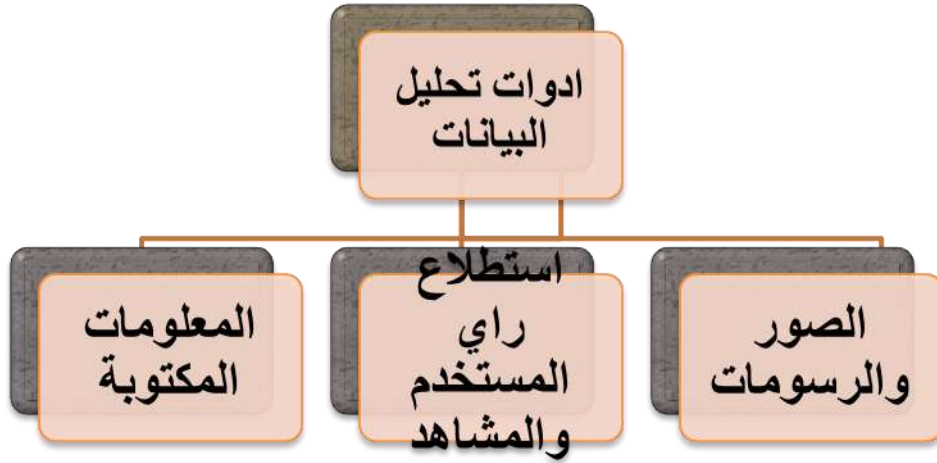 ادوات تحليل
البيانات
الصور
والرسومات
استطلاع
راي
المستخدم
والمشاهد
المعلومات
المكتوبة